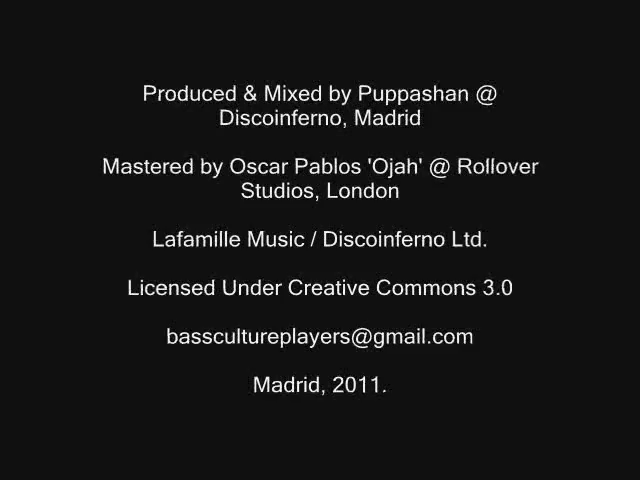 Produced & Mixed by Puppashan @
Discoinferno, Madrid
Mastered by Oscar Pablos 'Ojah' @ Rollover
Studios, London
Lafamille Music / Discoinferno Ltd.
Licensed Under Creative Commons 3.0
basscultureplayers@gmail.com
Madrid, 2011.